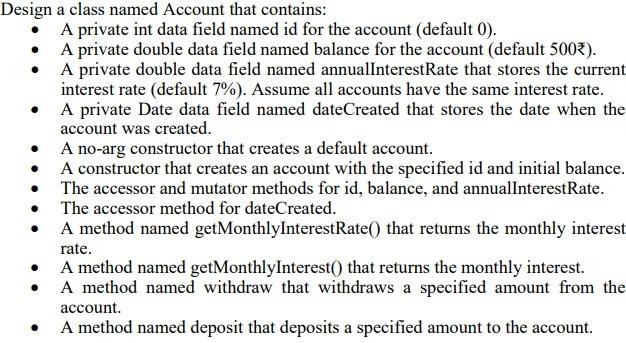 Design a class named Account that contains:
• A private int data field named id for the account (default 0).
• A private double data field named balance for the account (default 500₹).
• A private double data field named annualInterestRate that stores the current
interest rate (default 7%). Assume all accounts have the same interest rate.
• A private Date data field named dateCreated that stores the date when the
account was created.
• A no-arg constructor that creates a default account.
• A constructor that creates an account with the specified id and initial balance.
• The accessor and mutator methods for id, balance, and annualInterestRate.
• The accessor method for dateCreated.
• A method named getMonthlyInterestRate() that returns the monthly interest
rate.
• A method named getMonthlyInterest() that returns the monthly interest.
• A method named withdraw that withdraws a specified amount from the
account.
• A method named deposit that deposits a specified amount to the account.